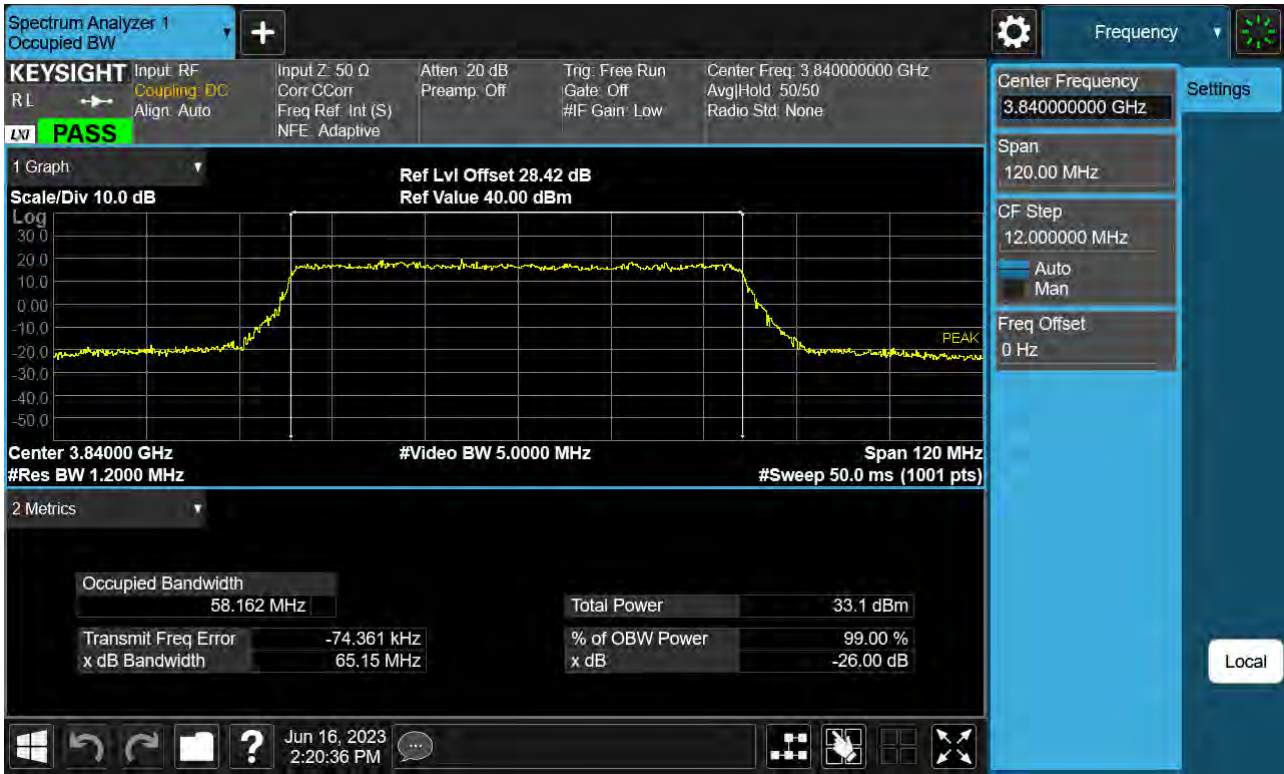 Spectrum Analyzer 1
Occupied BW
+
Frequency
KEYSIGHT
RL
LXI PASS
Input: RF
Coupling: DC
Align: Auto
Input Z: 50 Ω
Corr CCorr
Freq Ref: Int (S)
NFE: Adaptive
Atten: 20 dB
Preamp: Off
Trig: Free Run
Gate: Off
#IF Gain: Low
Center Freq: 3.840000000 GHz
Avg|Hold: 50/50
Radio Std: None
1 Graph
Ref Lvl Offset 28.42 dB
Scale/Div 10.0 dB
Ref Value 40.00 dBm
Log
30.0
20.0
10.0
0.00
-10.0
-20.0
-30.0
-40.0
-50.0
PEAK
Center 3.84000 GHz
#Video BW 5.0000 MHz
Span 120 MHz
#Res BW 1.2000 MHz
#Sweep 50.0 ms (1001 pts)
2 Metrics
Occupied Bandwidth
58.162 MHz
Transmit Freq Error -74.361 kHz
x dB Bandwidth 65.15 MHz
Total Power 33.1 dBm
% of OBW Power 99.00 %
x dB -26.00 dB
Center Frequency
3.840000000 GHz
Span
120.00 MHz
CF Step
12.000000 MHz
Auto
Man
Freq Offset
0 Hz
Settings
Local
?
Jun 16, 2023
2:20:36 PM